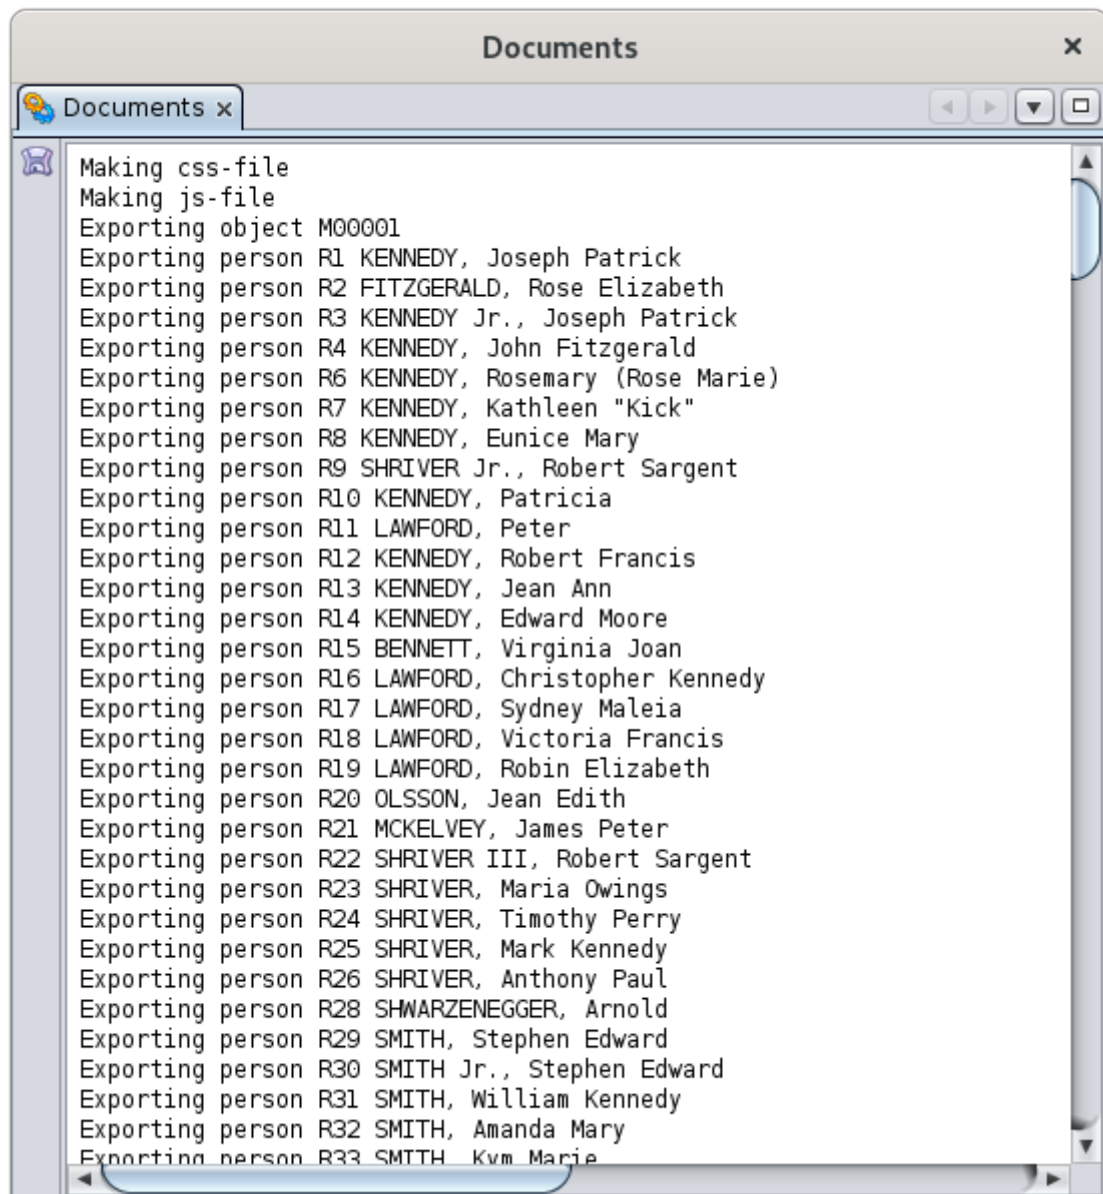 Documents
Documents
Making css-file
Making js-file
Exporting object M00001
Exporting person R1 KENNEDY, Joseph Patrick
Exporting person R2 FITZGERALD, Rose Elizabeth
Exporting person R3 KENNEDY Jr., Joseph Patrick
Exporting person R4 KENNEDY, John Fitzgerald
Exporting person R6 KENNEDY, Rosemary (Rose Marie)
Exporting person R7 KENNEDY, Kathleen "Kick"
Exporting person R8 KENNEDY, Eunice Mary
Exporting person R9 SHRIVER Jr., Robert Sargent
Exporting person R10 KENNEDY, Patricia
Exporting person R11 LAWFORD, Peter
Exporting person R12 KENNEDY, Robert Francis
Exporting person R13 KENNEDY, Jean Ann
Exporting person R14 KENNEDY, Edward Moore
Exporting person R15 BENNETT, Virginia Joan
Exporting person R16 LAWFORD, Christopher Kennedy
Exporting person R17 LAWFORD, Sydney Maleia
Exporting person R18 LAWFORD, Victoria Francis
Exporting person R19 LAWFORD, Robin Elizabeth
Exporting person R20 OLSSON, Jean Edith
Exporting person R21 MCKELVEY, James Peter
Exporting person R22 SHRIVER III, Robert Sargent
Exporting person R23 SHRIVER, Maria Owings
Exporting person R24 SHRIVER, Timothy Perry
Exporting person R25 SHRIVER, Mark Kennedy
Exporting person R26 SHRIVER, Anthony Paul
Exporting person R28 SHWARZENEGGER, Arnold
Exporting person R29 SMITH, Stephen Edward
Exporting person R30 SMITH Jr., Stephen Edward
Exporting person R31 SMITH, William Kennedy
Exporting person R32 SMITH, Amanda Mary
Exporting person R33 SMITH, Kym Marie